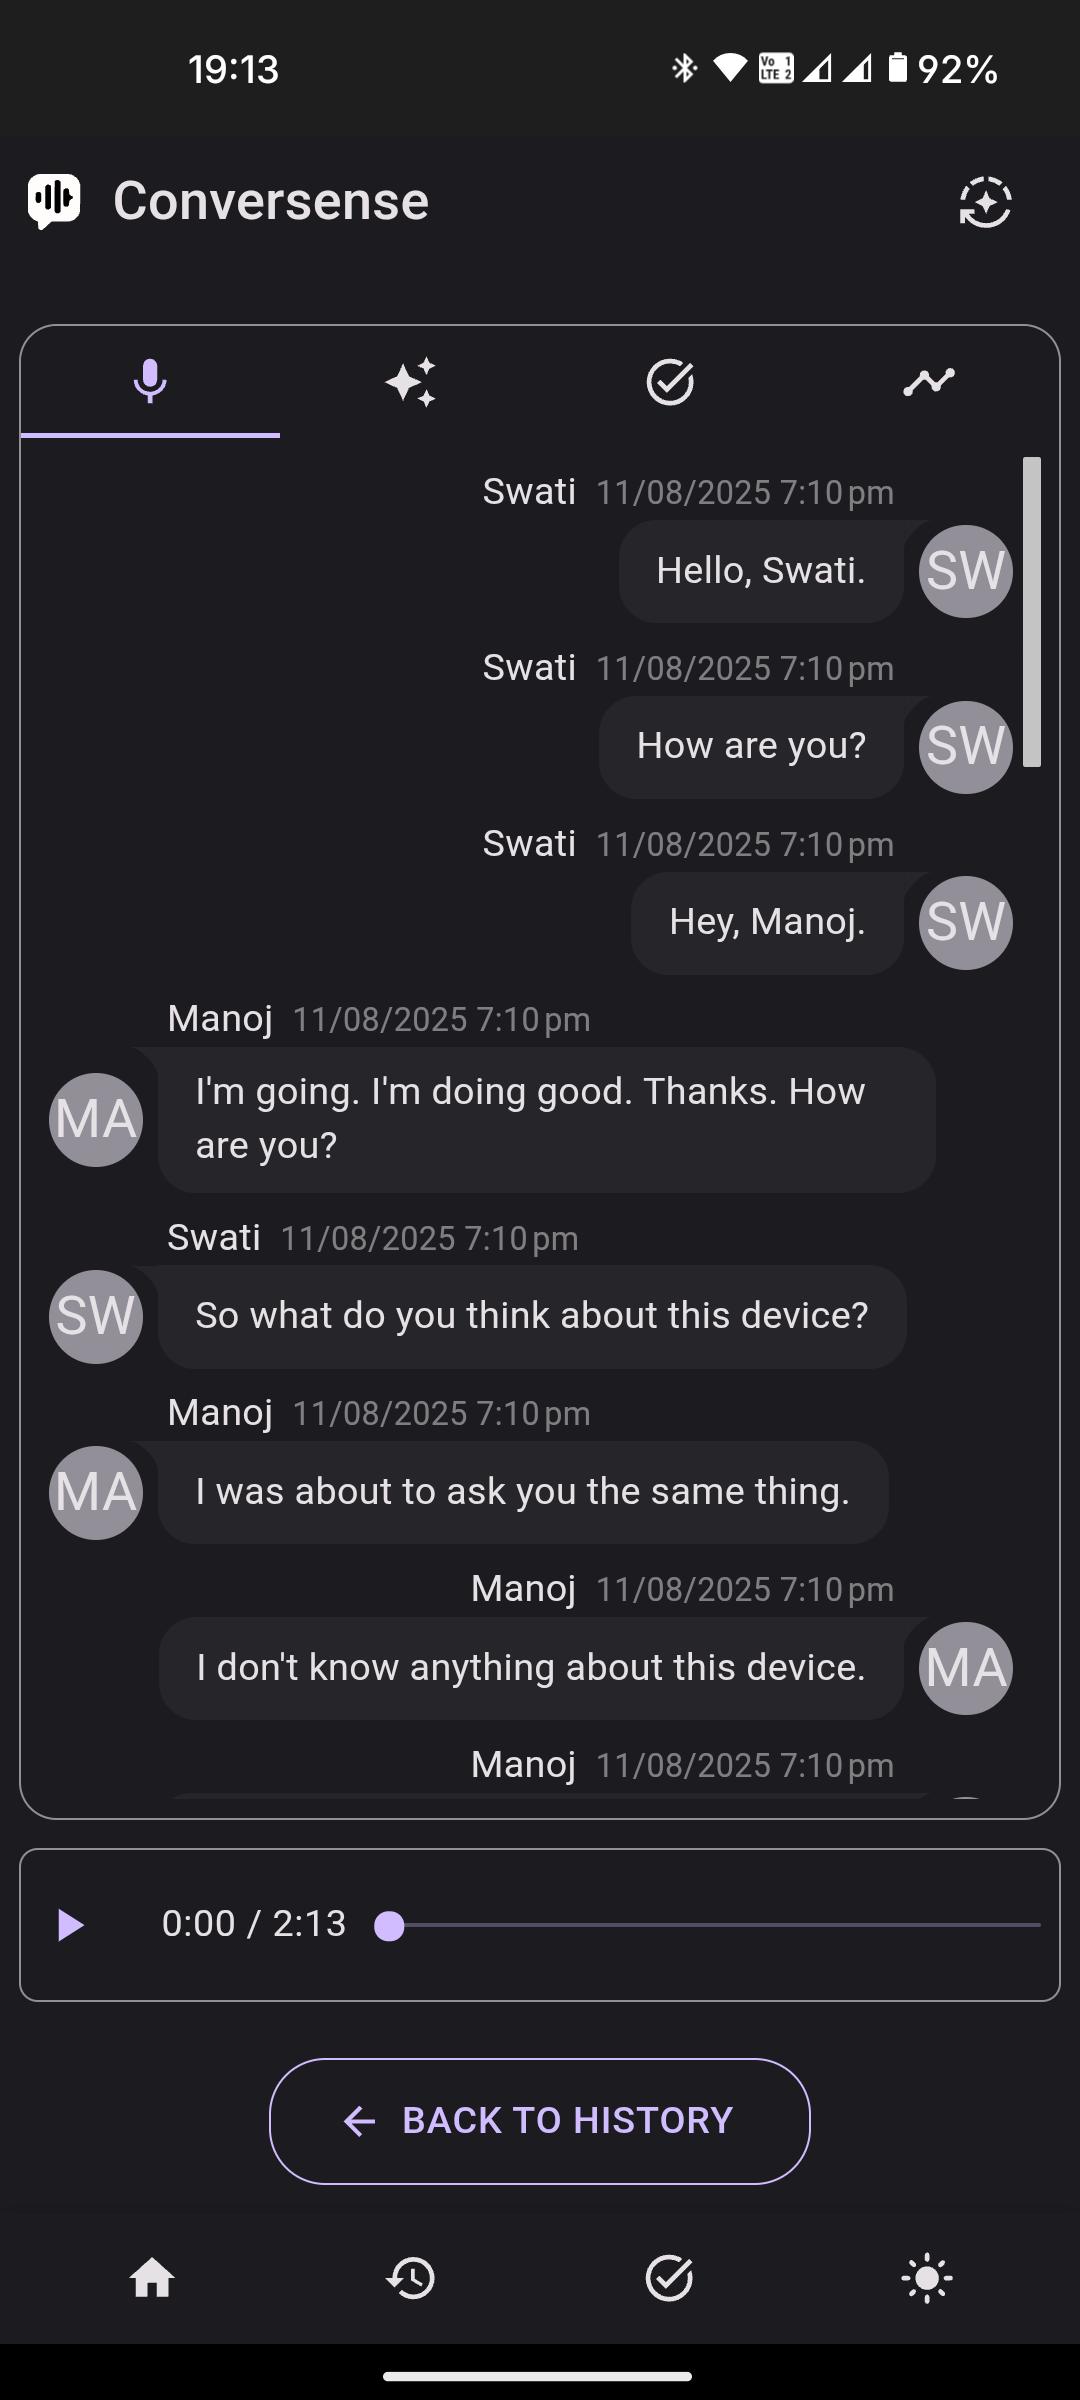 19:13
Vo 1
LTE 2
92%
Conversense
Swati 11/08/2025 7:10 pm
Hello, Swati.
SW
Swati 11/08/2025 7:10 pm
How are you?
SW
Swati 11/08/2025 7:10 pm
Hey, Manoj.
SW
Manoj 11/08/2025 7:10 pm
MA
I'm going. I'm doing good. Thanks. How
are you?
Swati 11/08/2025 7:10 pm
SW
So what do you think about this device?
Manoj 11/08/2025 7:10 pm
MA
I was about to ask you the same thing.
Manoj 11/08/2025 7:10 pm
I don't know anything about this device.
MA
Manoj 11/08/2025 7:10 pm
0:00 / 2:13
BACK TO HISTORY